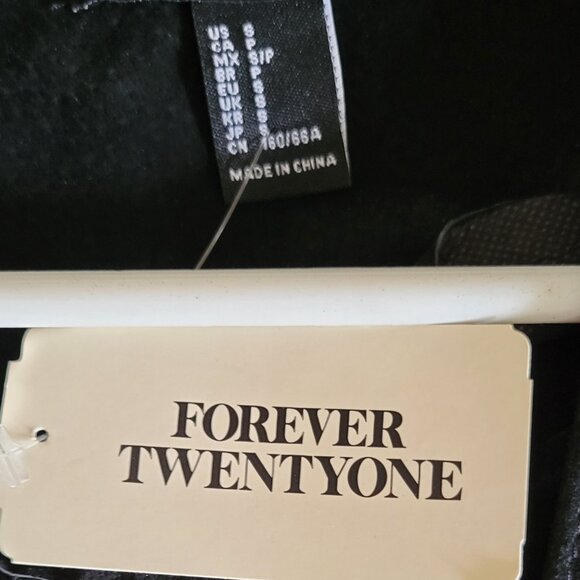 US S
CA P
MX S/P
BR P
EU S
UK S
KR S
JP S
CN 160/66A
MADE IN CHINA
FOREVER
TWENTYONE